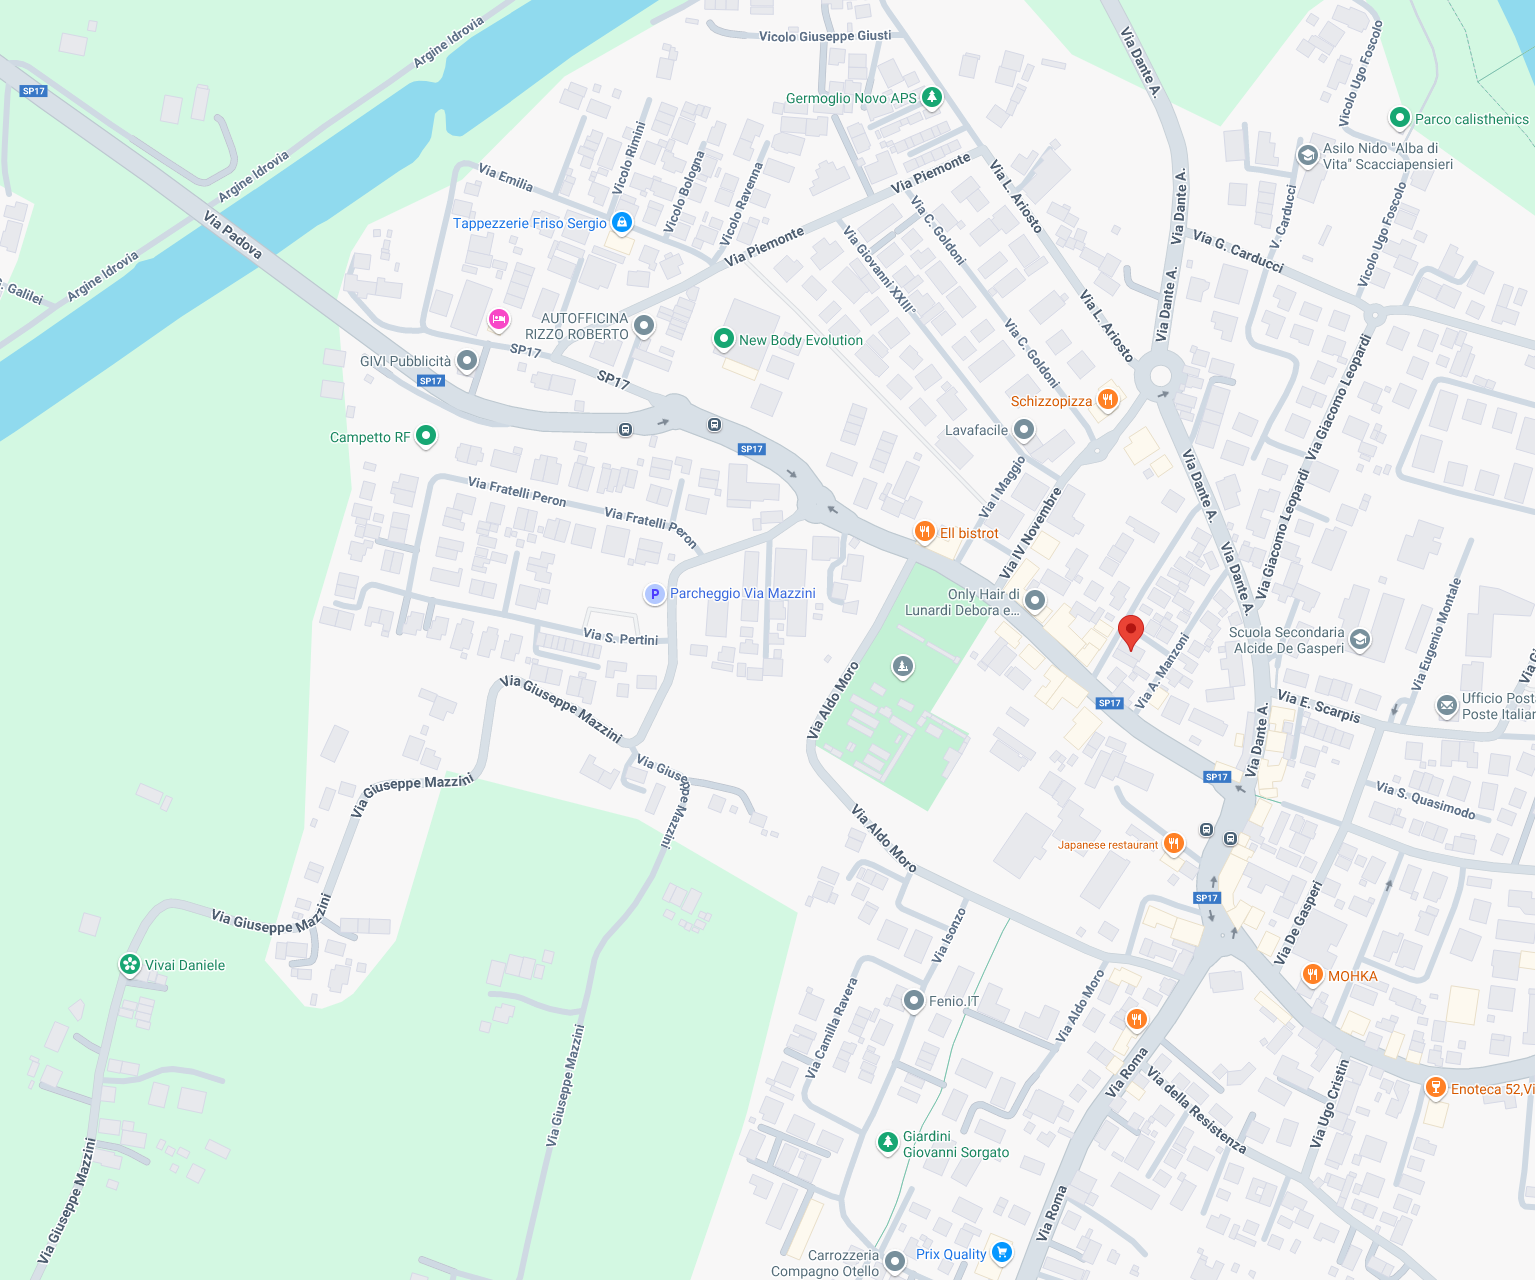 Argine Idrovia
Vicolo Giuseppe Giusti
Via Dante A.
Vicolo Ugo Foscolo
SP17
Germoglio Novo APS
Parco calisthenics
Asilo Nido "Alba di
Vita" Scacciapensieri
Vicolo Rimini
Vicolo Bologna
Via Emilia
Via Piemonte
Via L. Ariosto
Argine Idrovia
Vicolo Ravenna
Via C. Goldoni
Via Dante A.
V. Carducci
Vicolo Ugo Foscolo
Tappezzerie Friso Sergio
Via Padova
Via Piemonte
Via Giovanni XXIII°
Via G. Carducci
Argine Idrovia
Galilei
Via Dante A.
Via L. Ariosto
AUTOFFICINA
RIZZO ROBERTO
New Body Evolution
SP17
Via C. Goldoni
GIVI Pubblicità
SP17
SP17
Via Giacomo Leopardi
Schizzopizza
Lavafacile
Campetto RF
SP17
Via I Maggio
Via Dante A.
Via Fratelli Peron
Via Fratelli Peron
Via IV Novembre
Via Giacomo Leopardi
Ell bistrot
Via Dante A.
Parcheggio Via Mazzini
Only Hair di
Lunardi Debora e...
Via Eugenio Montale
Via S. Pertini
Scuola Secondaria
Alcide De Gasperi
Via A. Manzoni
Via Aldo Moro
Via Giuseppe Mazzini
SP17
Via E. Scarpis
Ufficio Posta
Poste Italian
Via Gi
Via Dante A.
Via Giuseppe Mazzini
Via Giuseppe Mazzini
SP17
Via S. Quasimodo
Via Aldo Moro
Japanese restaurant
SP17
Via Giuseppe Mazzini
Via Isonzo
Via De Gasperi
Vivai Daniele
MOHKA
Fenio.IT
Via Camilla Ravera
Via Aldo Moro
Via Giuseppe Mazzini
Via Roma
Via della Resistenza
Via Ugo Cristin
Enoteca 52,Vi
Giardini
Giovanni Sorgato
Via Giuseppe Mazzini
Via Roma
Carrozzeria
Compagno Otello
Prix Quality